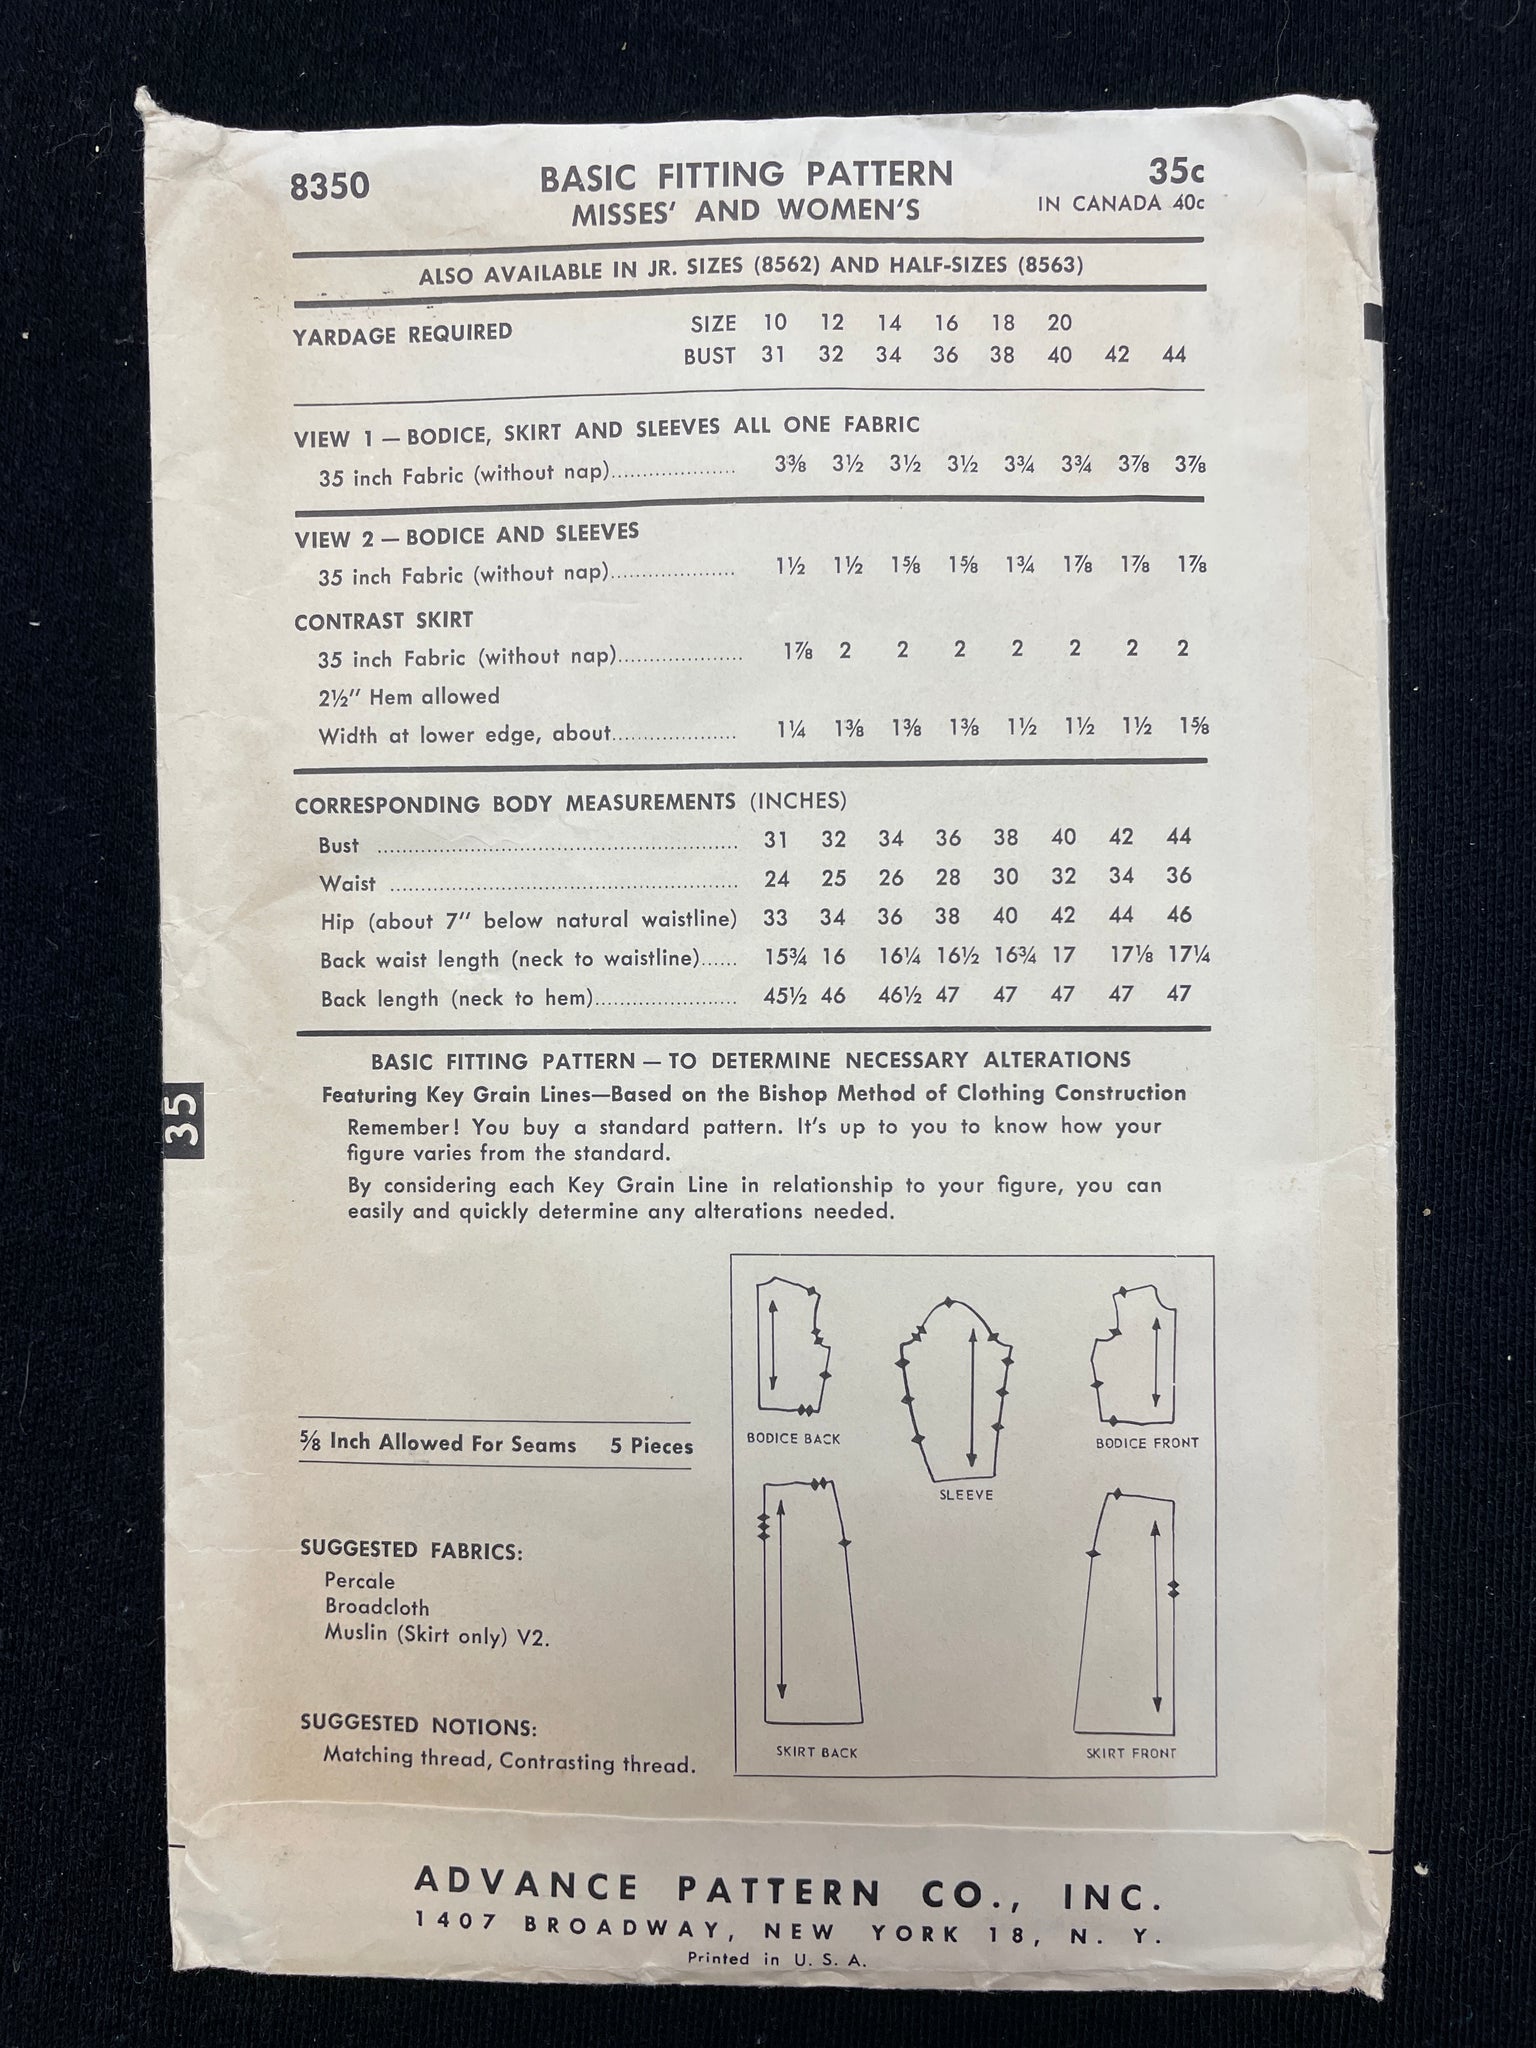 8350 BASIC FITTING PATTERN 35c
MISSES' AND WOMEN'S IN CANADA 40c
ALSO AVAILABLE IN JR. SIZES (8562) AND HALF-SIZES (8563)
YARDAGE REQUIRED SIZE 10 12 14 16 18 20
BUST 31 32 34 36 38 40 42 44
VIEW 1 — BODICE, SKIRT AND SLEEVES ALL ONE FABRIC
35 inch Fabric (without nap).................... 3⅜ 3½ 3½ 3½ 3¾ 3¾ 3⅞ 3⅞
VIEW 2 — BODICE AND SLEEVES
35 inch Fabric (without nap).................... 1½ 1½ 1⅝ 1⅝ 1¾ 1⅞ 1⅞ 1⅞
CONTRAST SKIRT
35 inch Fabric (without nap).................... 1⅞ 2 2 2 2 2 2 2
2½" Hem allowed
Width at lower edge, about.................... 1¼ 1⅜ 1⅜ 1⅜ 1½ 1½ 1½ 1⅝
CORRESPONDING BODY MEASUREMENTS (INCHES)
Bust .................... 31 32 34 36 38 40 42 44
Waist .................... 24 25 26 28 30 32 34 36
Hip (about 7" below natural waistline) 33 34 36 38 40 42 44 46
Back waist length (neck to waistline)...... 15¾ 16 16¼ 16½ 16¾ 17 17⅛ 17¼
Back length (neck to hem).................... 45½ 46 46½ 47 47 47 47 47
BASIC FITTING PATTERN — TO DETERMINE NECESSARY ALTERATIONS
Featuring Key Grain Lines—Based on the Bishop Method of Clothing Construction
35
Remember! You buy a standard pattern. It's up to you to know how your
figure varies from the standard.
By considering each Key Grain Line in relationship to your figure, you can
easily and quickly determine any alterations needed.
⅝ Inch Allowed For Seams 5 Pieces
BODICE BACK
SLEEVE
BODICE FRONT
SUGGESTED FABRICS:
Percale
Broadcloth
Muslin (Skirt only) V2.
SUGGESTED NOTIONS:
Matching thread, Contrasting thread.
SKIRT BACK
SKIRT FRONT
ADVANCE PATTERN CO., INC.
1407 BROADWAY, NEW YORK 18, N. Y.
Printed in U. S. A.